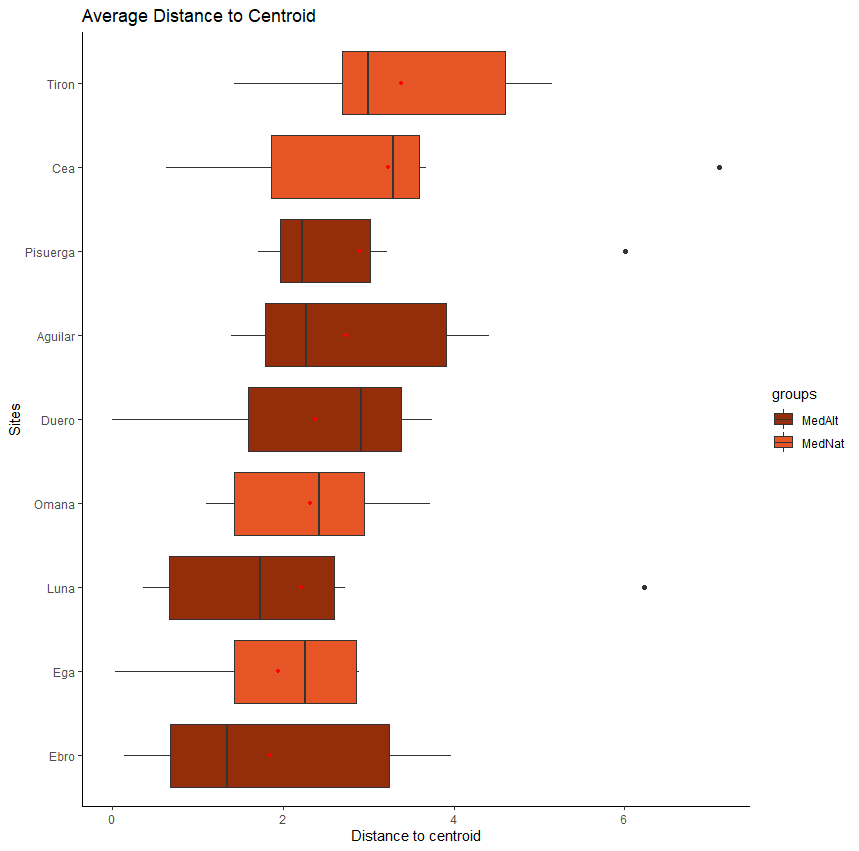 Average Distance to Centroid
Sites
Tiron
Cea
Pisuerga
Aguilar
Duero
Omana
Luna
Ega
Ebro
0 2 4 6
Distance to centroid
groups
MedAlt
MedNat